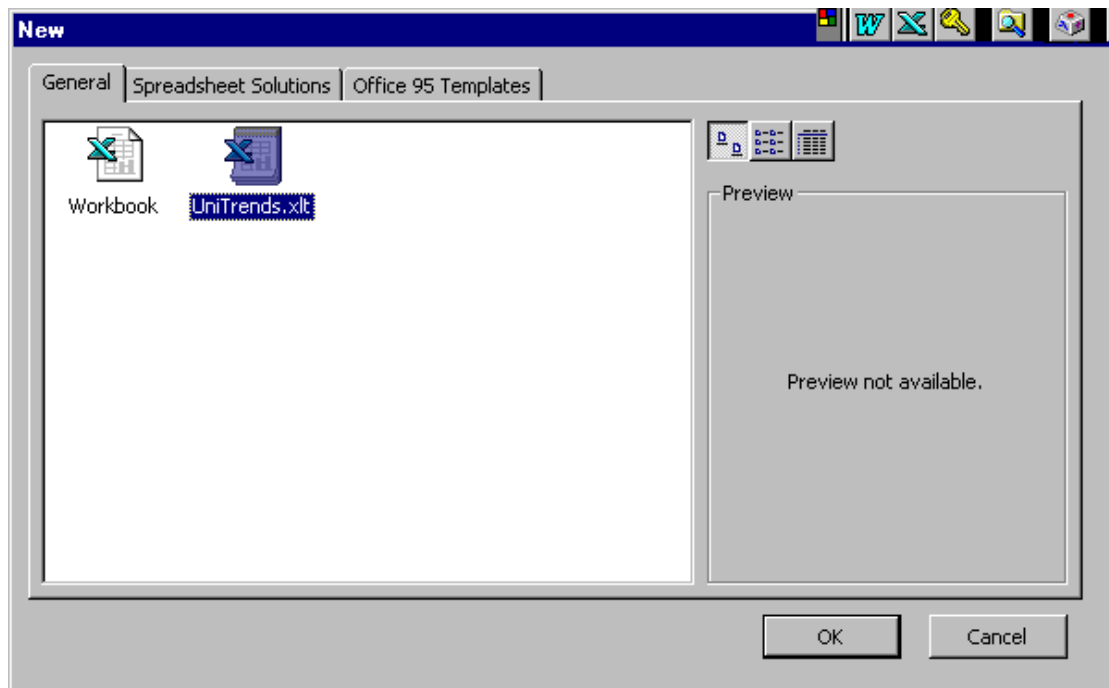 New
General Spreadsheet Solutions Office 95 Templates
Workbook UniTrends.xlt
Preview
Preview not available.
OK Cancel